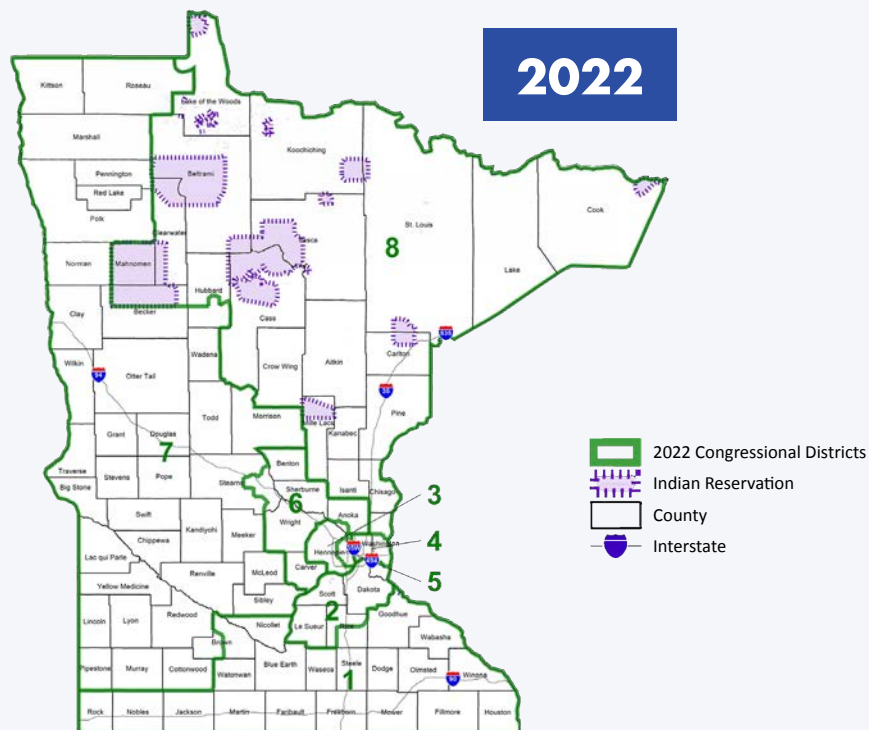 2022
Kittson
Roseau
Lake of the Woods
Marshall
Koochiching
Pennington
Beltrami
Red Lake
Cook
Polk
Clearwater
St. Louis
Itasca
8
Norman
Mahnomen
Lake
Hubbard
Clay
Becker
Cass
Wadena
Carlton
Wilkin
Crow Wing
Aitkin
94
Otter Tail
35
Pine
Todd
Morrison
Mille Lacs
Grant
Douglas
Kanabec
2022 Congressional Districts
7
Benton
Traverse
Stevens
Pope
Stearns
Indian Reservation
Big Stone
Sherburne
Isanti
Chisago
3
6
Swift
Anoka
County
Wright
Kandiyohi
Chippewa
Meeker
4
Washington
Interstate
Hennepin
Lac qui Parle
Carver
McLeod
Renville
5
Yellow Medicine
Dakota
Scott
Sibley
2
Redwood
Goodhue
Lincoln
Lyon
Nicollet
Le Sueur
Rice
Wabasha
Brown
Pipestone
Murray
Cottonwood
Watonwan
Blue Earth
Waseca
Steele
Dodge
Olmsted
Winona
1
90
Rock
Nobles
Jackson
Martin
Faribault
Freeborn
Mower
Fillmore
Houston